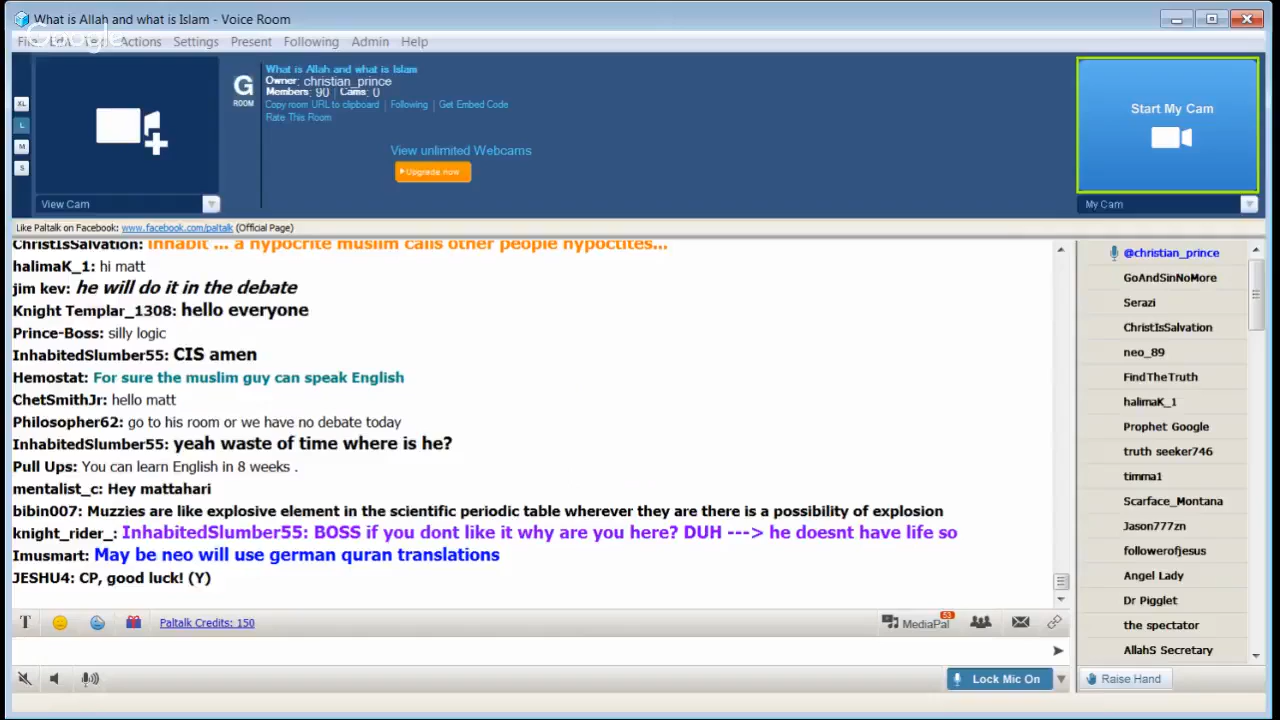 What is Allah and what is Islam - Voice Room
Google
File Edit Actions Settings Present Following Admin Help
What is Allah and what is Islam
G
ROOM
Owner: christian_prince
Members: 90 | Cams: 0
Copy room URL to clipboard | Following | Get Embed Code
Rate This Room
View unlimited Webcams
Upgrade now
XL
L
M
S
View Cam
Start My Cam
My Cam
Like Paltalk on Facebook: www.facebook.com/paltalk (Official Page)
ChristIsSalvation: inhabit ... a hypocrite muslim calls other people hypoctites...
halimaK_1: hi matt
jim kev: he will do it in the debate
Knight Templar_1308: hello everyone
Prince-Boss: silly logic
InhabitedSlumber55: CIS amen
Hemostat: For sure the muslim guy can speak English
ChetSmithJr: hello matt
Philosopher62: go to his room or we have no debate today
InhabitedSlumber55: yeah waste of time where is he?
Pull Ups: You can learn English in 8 weeks .
mentalist_c: Hey mattahari
bibin007: Muzzies are like explosive element in the scientific periodic table wherever they are there is a possibility of explosion
knight_rider_: InhabitedSlumber55: BOSS if you dont like it why are you here? DUH ---> he doesnt have life so
Imusmart: May be neo will use german quran translations
JESHU4: CP, good luck! (Y)
@christian_prince
GoAndSinNoMore
Serazi
ChristIsSalvation
neo_89
FindTheTruth
halimaK_1
Prophet Google
truth seeker746
timma1
Scarface_Montana
Jason777zn
followerofjesus
Angel Lady
Dr Pigglet
the spectator
AllahS Secretary
T
Paltalk Credits: 150
MediaPal
53
Lock Mic On
Raise Hand